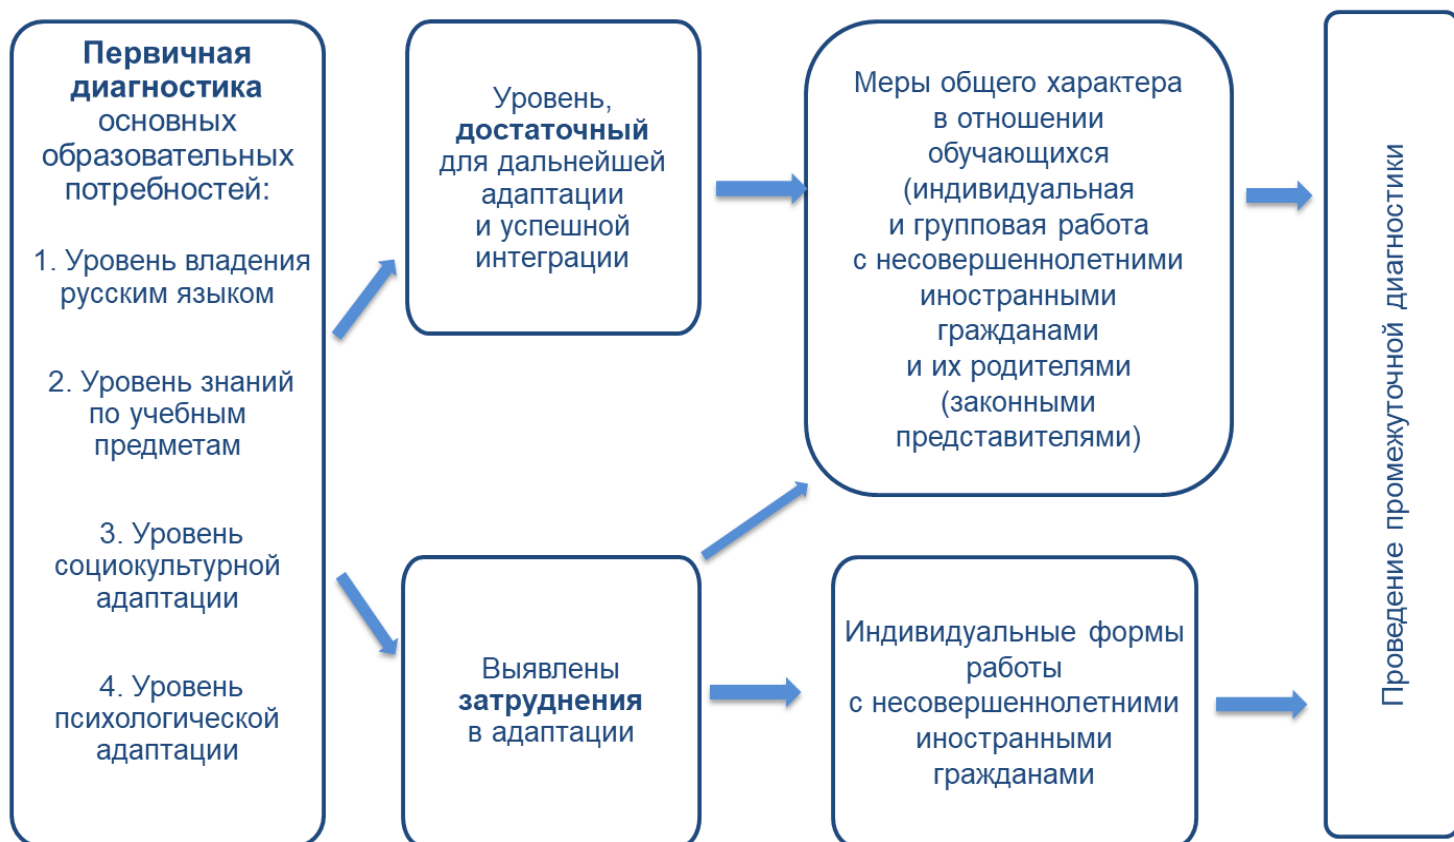 Первичная
диагностика
основных
образовательных
потребностей:
1. Уровень владения
русским языком
2. Уровень знаний
по учебным
предметам
3. Уровень
социокультурной
адаптации
4. Уровень
психологической
адаптации
Уровень,
достаточный
для дальнейшей
адаптации
и успешной
интеграции
Выявлены
затруднения
в адаптации
Меры общего характера
в отношении
обучающихся
(индивидуальная
и групповая работа
с несовершеннолетними
иностранными
гражданами
и их родителями
(законными
представителями)
Индивидуальные формы
работы
с несовершеннолетними
иностранными
гражданами
Проведение промежуточной диагностики